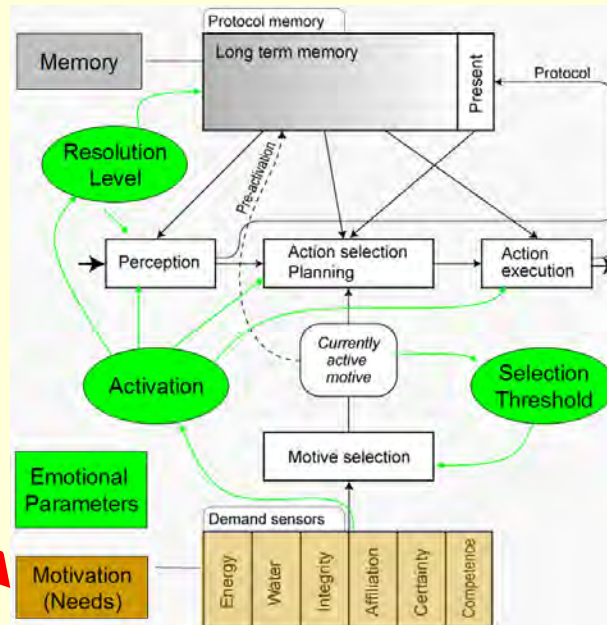 Protocol memory
Memory
Long term memory
Present
Protocol
Resolution
Level
Pre-activation
Perception
Action selection
Planning
Action
execution
Currently
active
motive
Activation
Selection
Threshold
Motive selection
Emotional
Parameters
Demand sensors
Motivation
(Needs)
Energy
Water
Integrity
Affiliation
Certainty
Competence